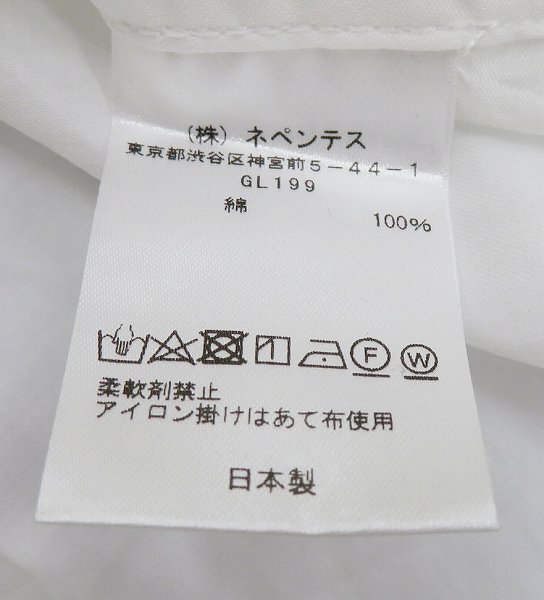 （株）ネペンテス
東京都渋谷区神宮前５－４４－１
GL199
綿 100%
F W
柔軟剤禁止
アイロン掛けはあて布使用
日本製